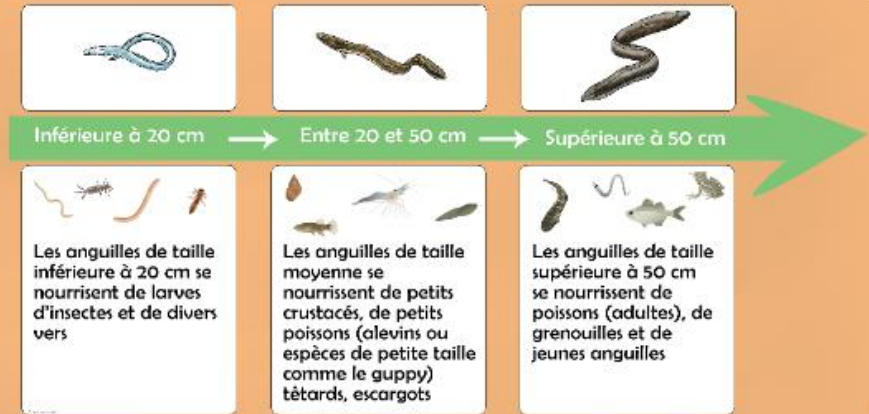 Inférieure à 20 cm
Entre 20 et 50 cm
Supérieure à 50 cm
Les anguilles de taille
inférieure à 20 cm se
nourrisent de larves
d'insectes et de divers
vers
Les anguilles de taille
moyenne se
nourrissent de petits
crustacés, de petits
poissons (alevins ou
espèces de petite taille
comme le guppy)
têtards, escargots
Les anguilles de taille
supérieure à 50 cm
se nourrissent de
poissons (adultes), de
grenouilles et de
jeunes anguilles